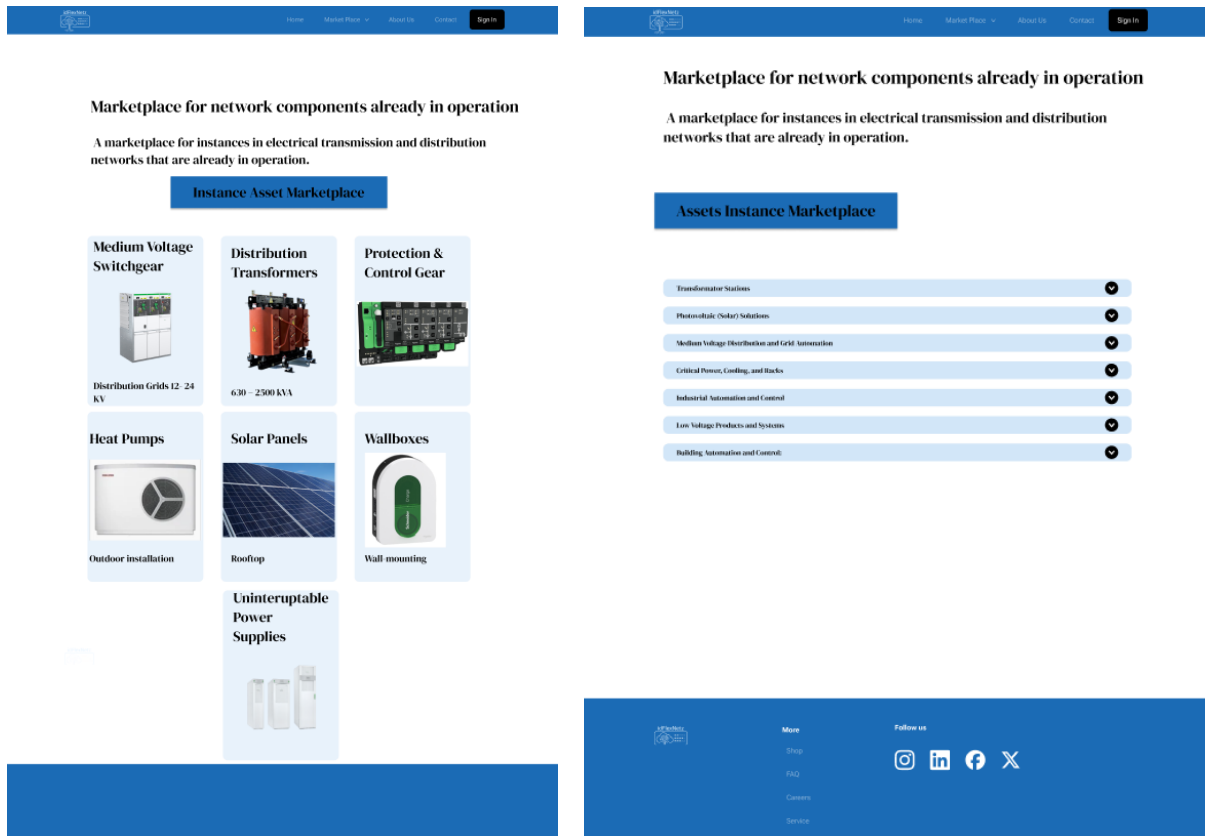 idFlexNetz
Home Market Place About Us Contact Sign In
Marketplace for network components already in operation
A marketplace for instances in electrical transmission and distribution
networks that are already in operation.
Instance Asset Marketplace
Medium Voltage
Switchgear
Distribution Grids 12- 24
KV
Distribution
Transformers
630 – 2500 kVA
Protection &
Control Gear
Heat Pumps
Outdoor installation
Solar Panels
Rooftop
Wallboxes
Wall-mounting
Uninteruptable
Power
Supplies
idFlexNetz
Home Market Place About Us Contact Sign In
Marketplace for network components already in operation
A marketplace for instances in electrical transmission and distribution
networks that are already in operation.
Assets Instance Marketplace
Transformator Stations
Photovoltaic (Solar) Solutions
Medium Voltage Distribution and Grid Automation
Critical Power, Cooling, and Racks
Industrial Automation and Control
Low Voltage Products and Systems
Building Automation and Control:
idFlexNetz
More
Shop
FAQ
Careers
Service
Follow us